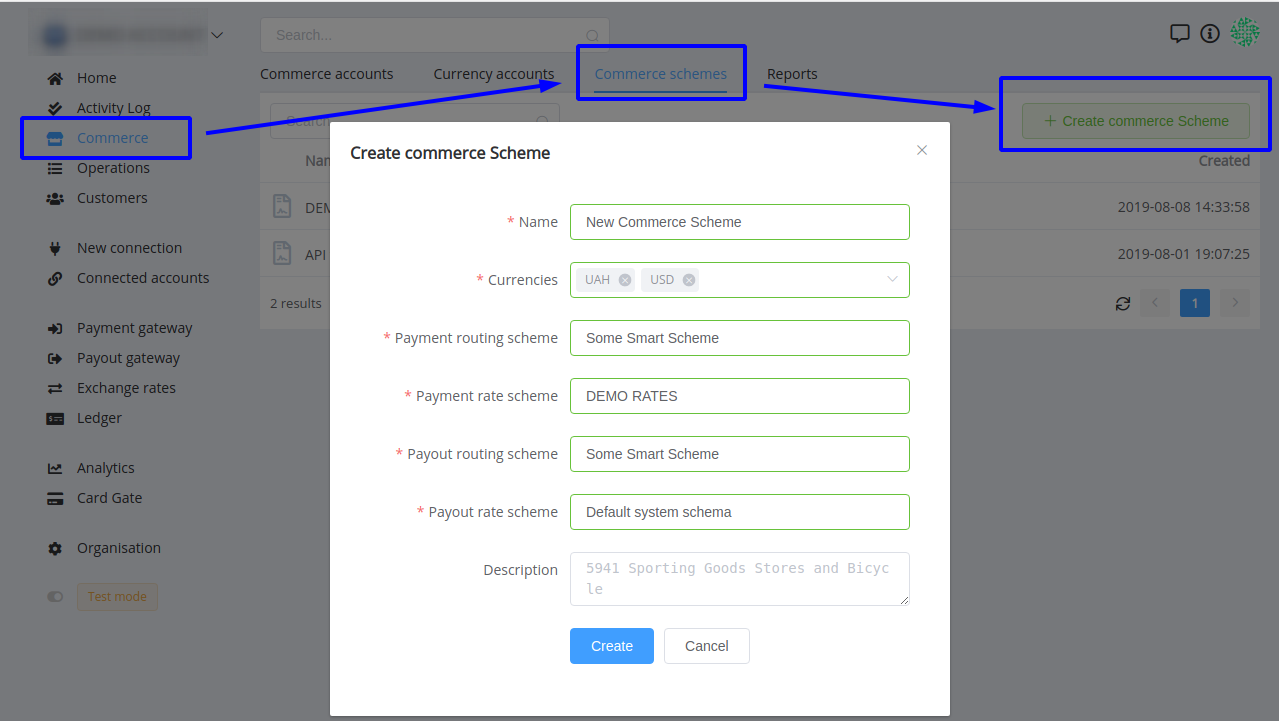 Search...
Home
Activity Log
Commerce
Operations
Customers
New connection
Connected accounts
Payment gateway
Payout gateway
Exchange rates
Ledger
Analytics
Card Gate
Organisation
Test mode
Commerce accounts
Currency accounts
Commerce schemes
Reports
Search
+ Create commerce Scheme
Created
2019-08-08 14:33:58
API
2019-08-01 19:07:25
2 results
1
Create commerce Scheme
* Name
New Commerce Scheme
* Currencies
UAH
USD
* Payment routing scheme
Some Smart Scheme
* Payment rate scheme
DEMO RATES
* Payout routing scheme
Some Smart Scheme
* Payout rate scheme
Default system schema
Description
5941 Sporting Goods Stores and Bicyc
le
Create
Cancel